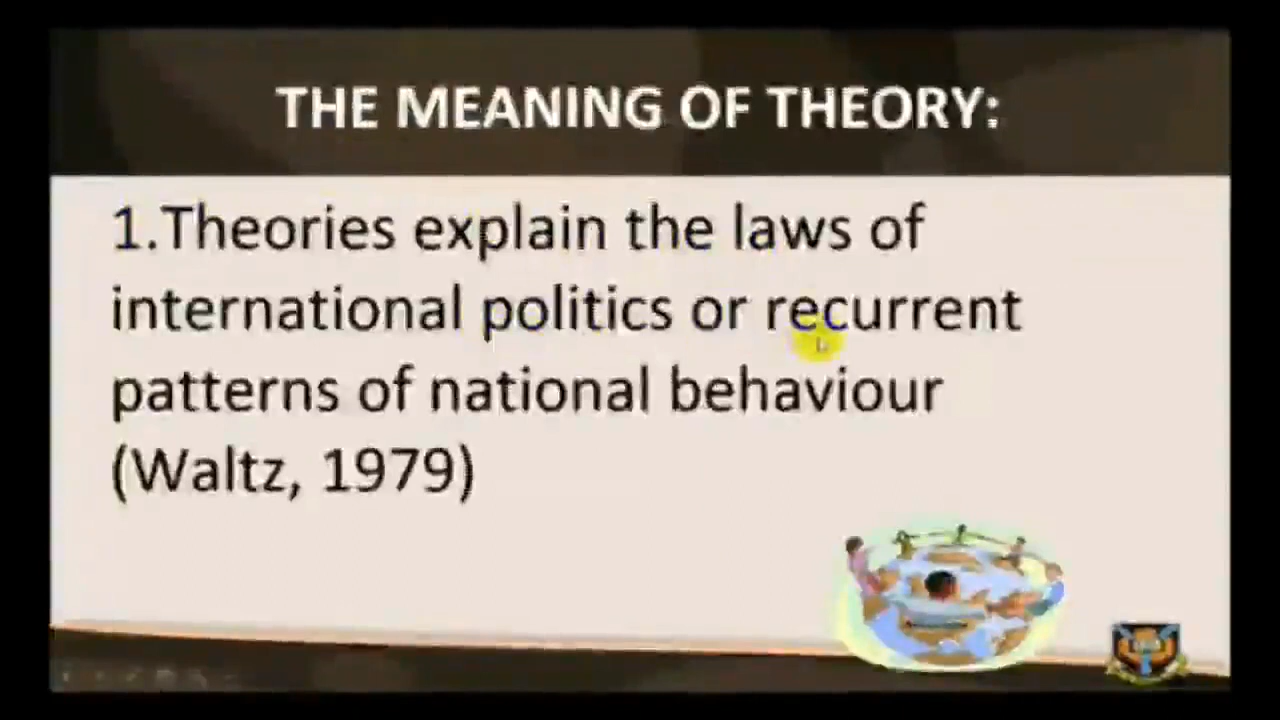 THE MEANING OF THEORY:
1.Theories explain the laws of
international politics or recurrent
patterns of national behaviour
(Waltz, 1979)